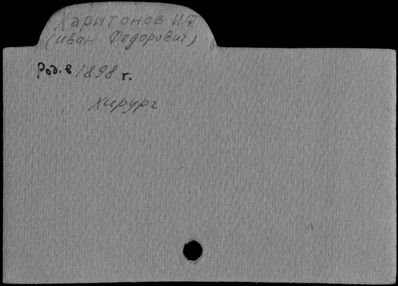 Харитонов И.Ф.
(Иван Федорович)
Род. в 1898 г.
хирург